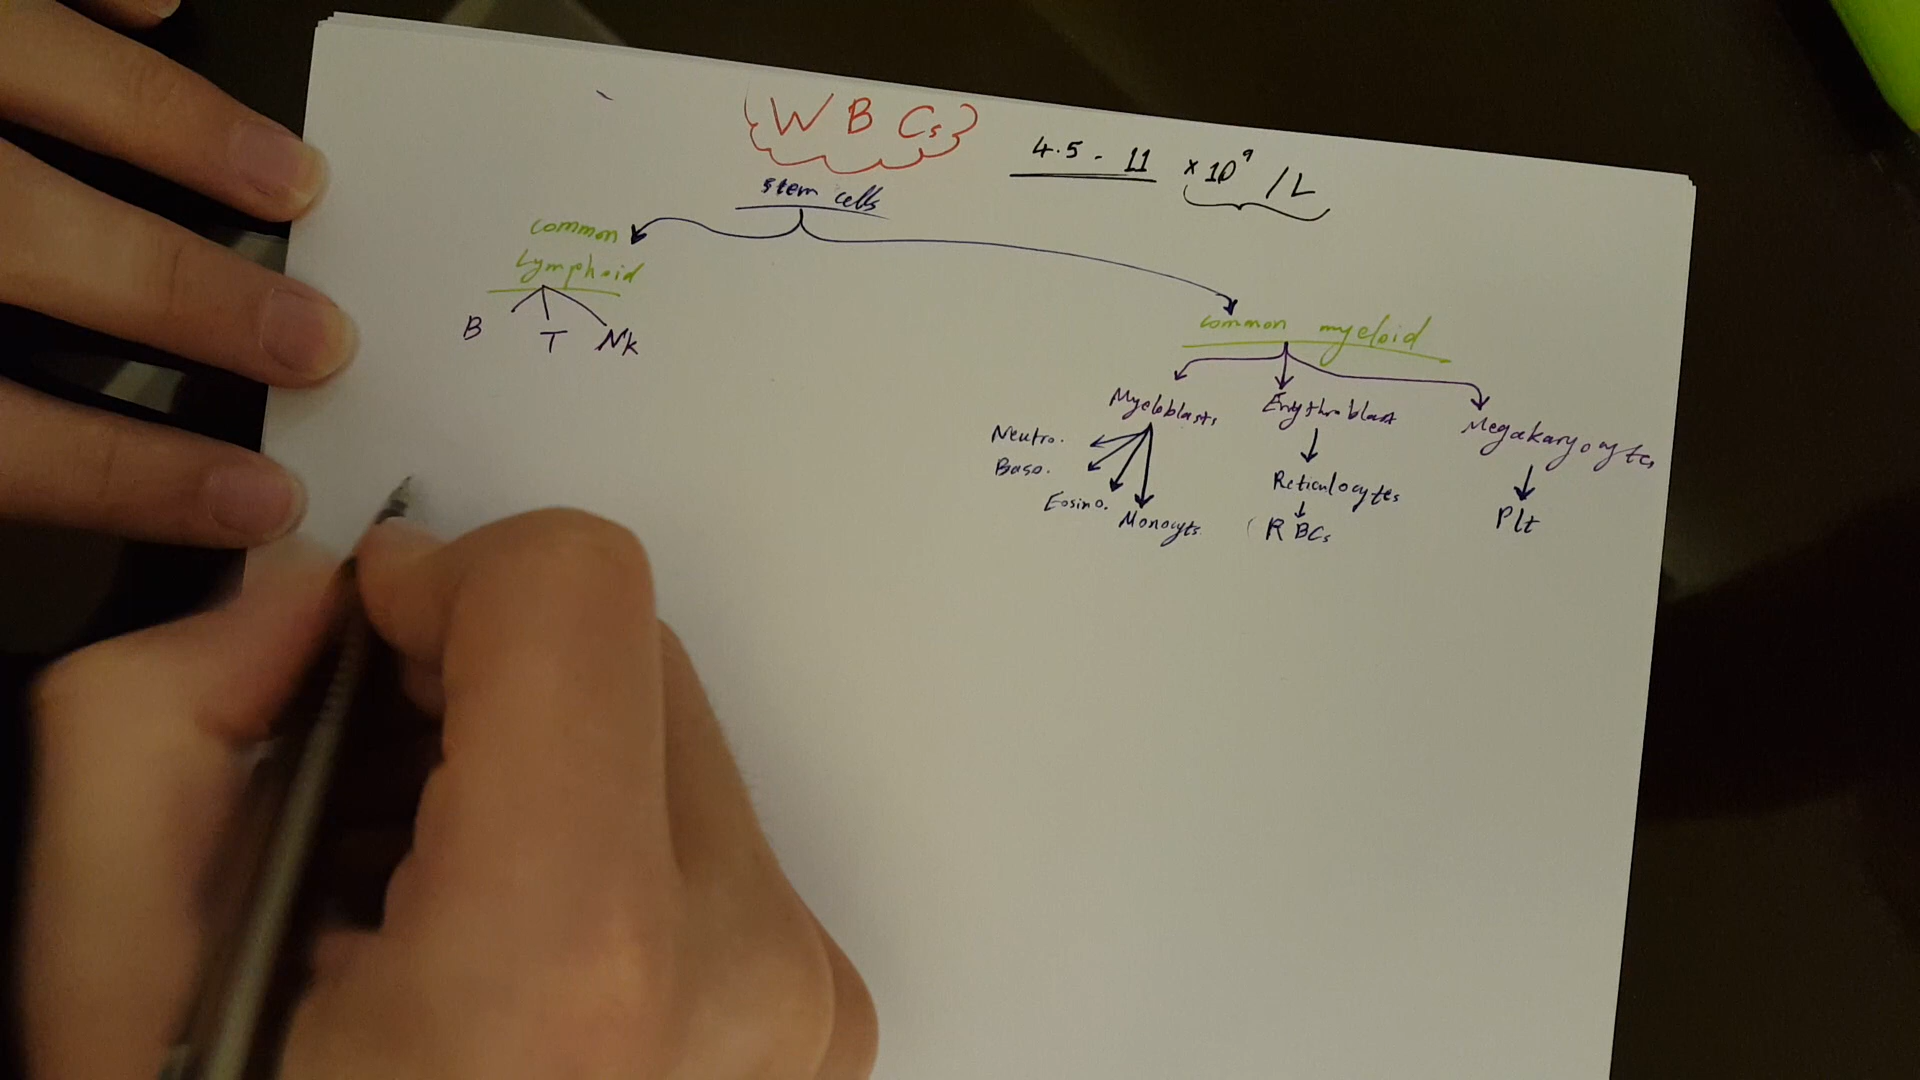 WBCs
4.5 - 11 x10⁹ /L
stem cells
common
Lymphoid
B T Nk
common myeloid
Myeloblasts Erythroblast Megakaryocytes
Neutro.
Baso.
Eosino.
Monocyts.
Reticulocytes
RBCs
Plt